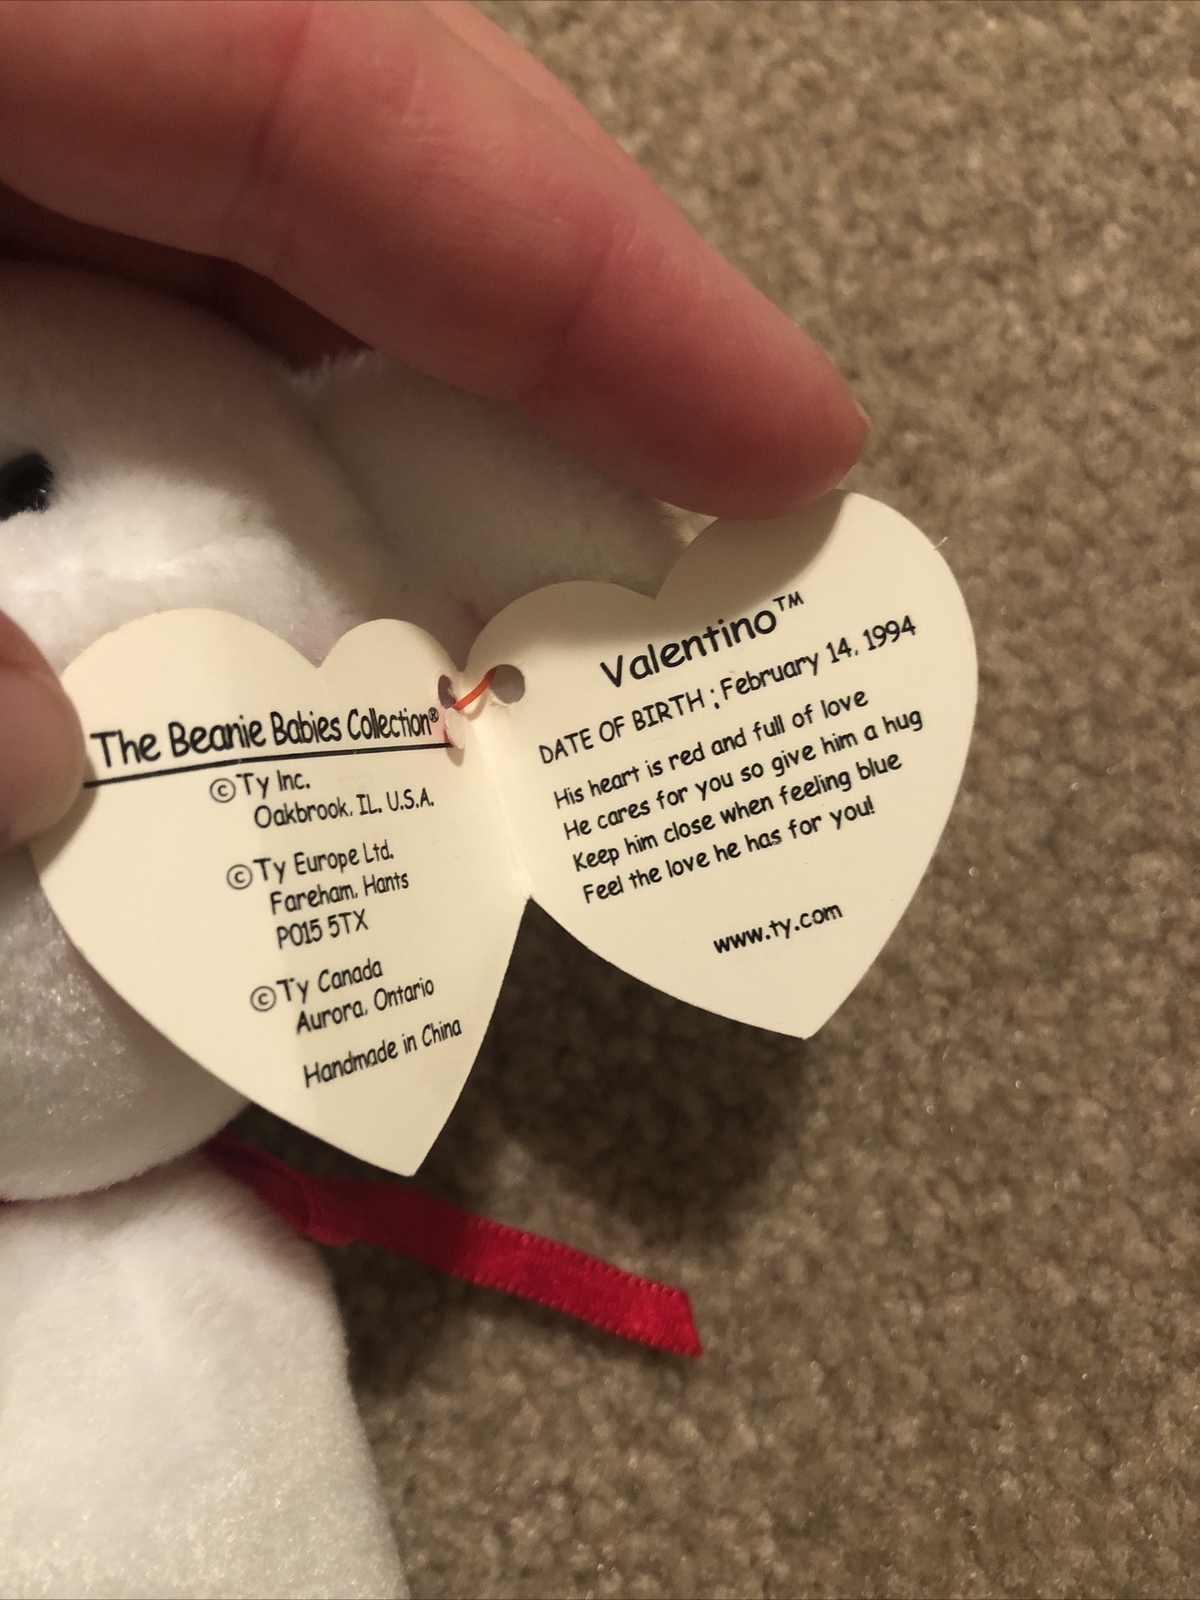 The Beanie Babies Collection®
©Ty Inc.
Oakbrook, IL. U.S.A.
©Ty Europe Ltd.
Fareham, Hants
PO15 5TX
©Ty Canada
Aurora, Ontario
Handmade in China
Valentino™
DATE OF BIRTH ; February 14, 1994
His heart is red and full of love
He cares for you so give him a hug
Keep him close when feeling blue
Feel the love he has for you!
www.ty.com